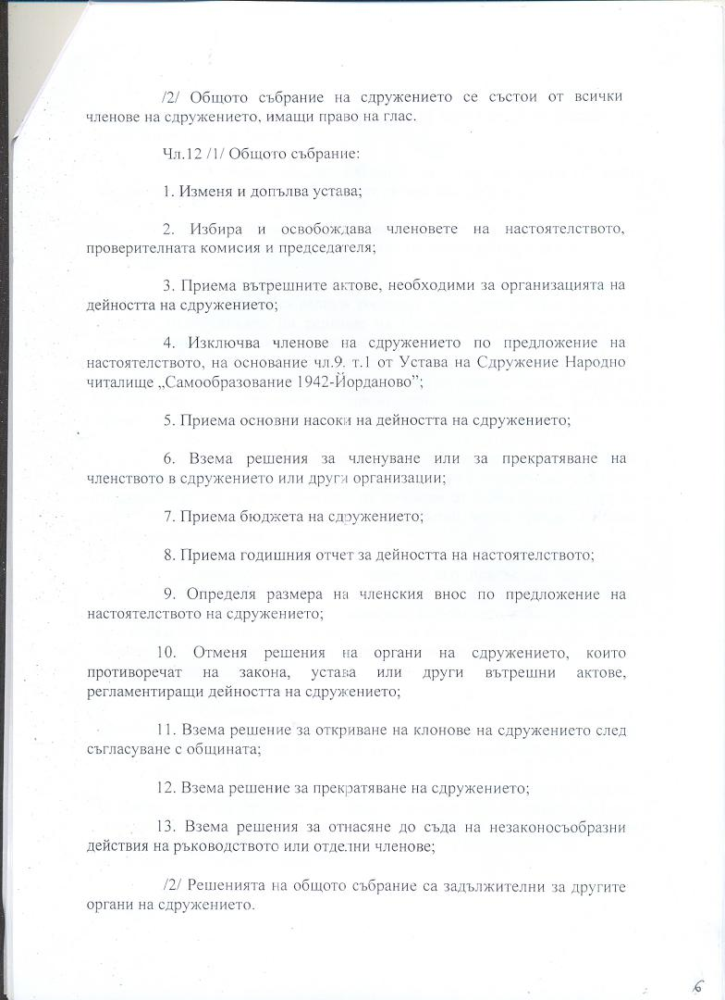 /2/ Общото събрание на сдружението се състои от всички
членове на сдружението, имащи право на глас.
Чл.12 /1/ Общото събрание:
1. Изменя и допълва устава;
2. Избира и освобождава членовете на настоятелството,
проверителната комисия и председателя;
3. Приема вътрешните актове, необходими за организацията на
дейността на сдружението;
4. Изключва членове на сдружението по предложение на
настоятелството, на основание чл.9. т.1 от Устава на Сдружение Народно
читалище „Самообразование 1942-Йорданово”;
5. Приема основни насоки на дейността на сдружението;
6. Взема решения за членуване или за прекратяване на
членството в сдружението или други организации;
7. Приема бюджета на сдружението;
8. Приема годишния отчет за дейността на настоятелството;
9. Определя размера на членския внос по предложение на
настоятелството на сдружението;
10. Отменя решения на органи на сдружението, които
противоречат на закона, устава или други вътрешни актове,
регламентиращи дейността на сдружението;
11. Взема решение за откриване на клонове на сдружението след
съгласуване с общината;
12. Взема решение за прекратяване на сдружението;
13. Взема решения за отнасяне до съда на незаконосъобразни
действия на ръководството или отделни членове;
/2/ Решенията на общото събрание са задължителни за другите
органи на сдружението.
6